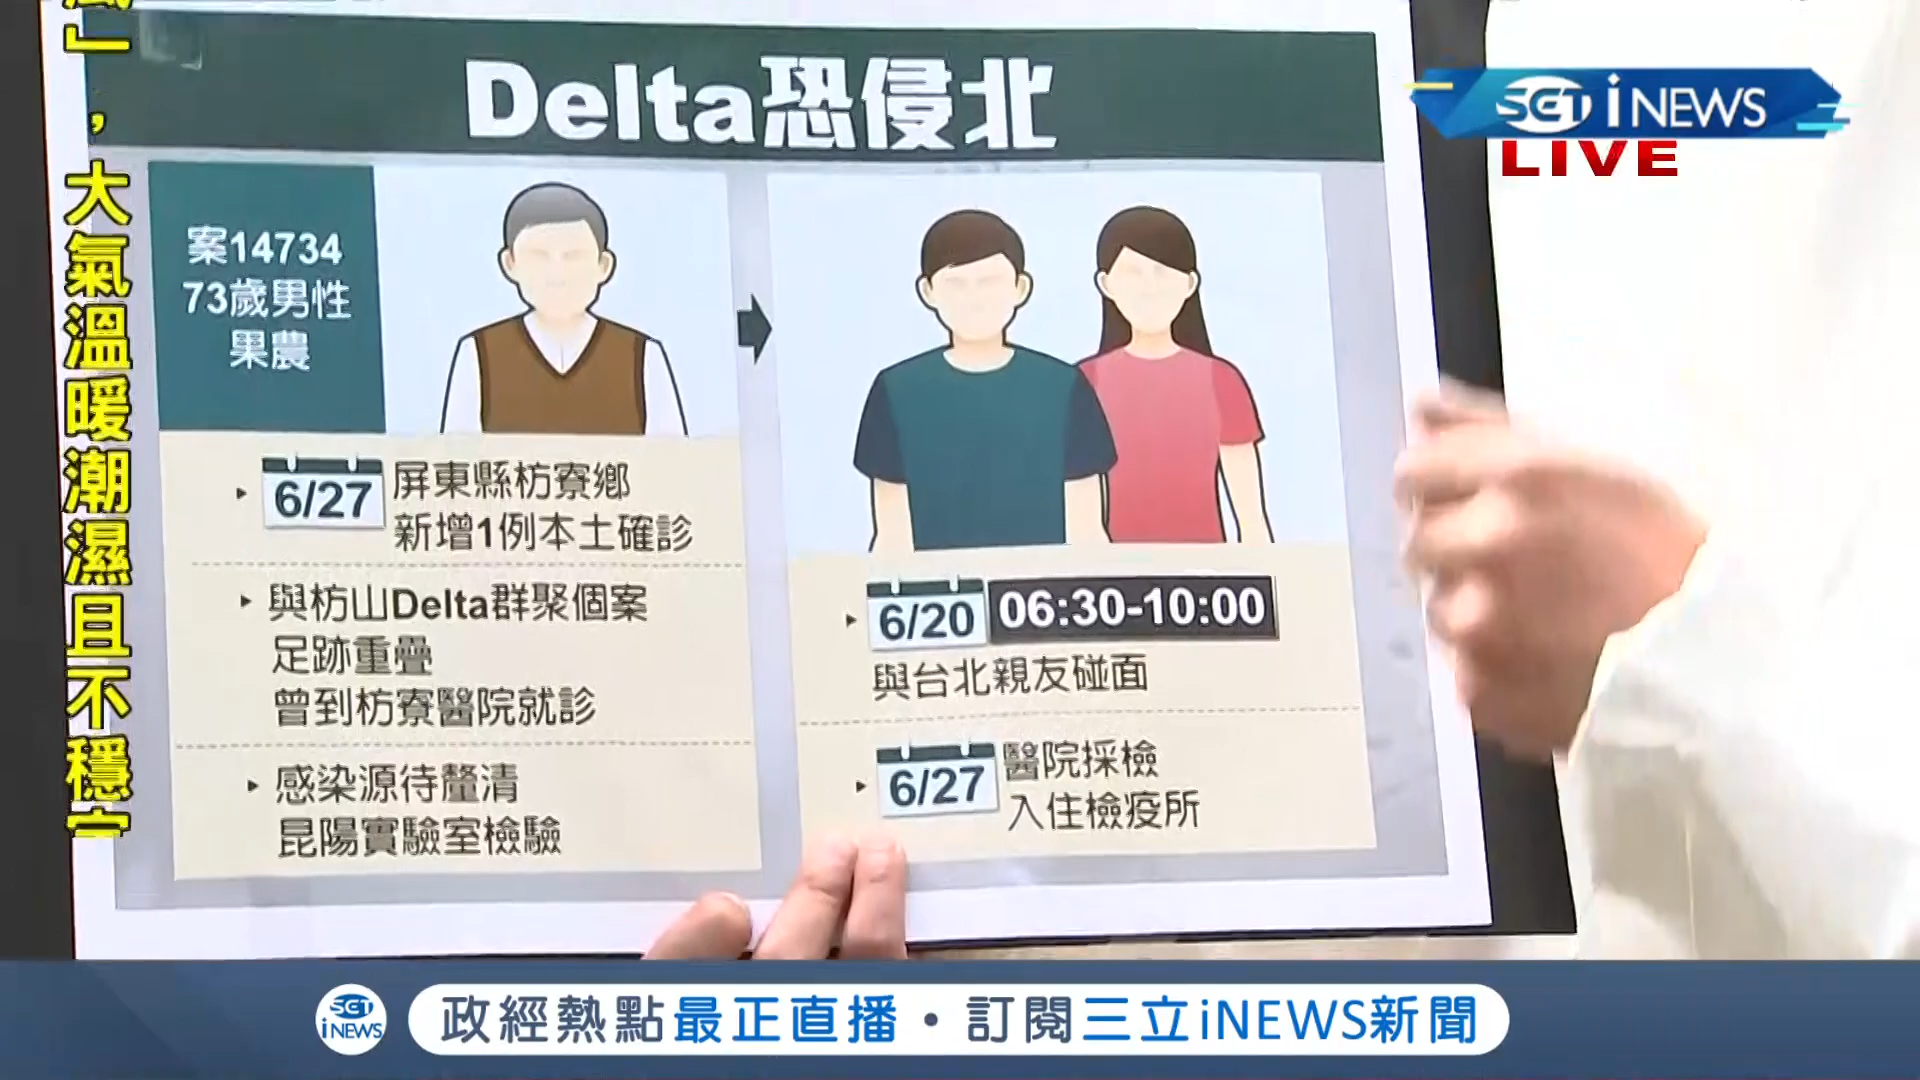 」，大氣溫暖潮濕且不穩
Delta恐侵北
SET iNEWS
LIVE
案14734
73歲男性
果農
6/27
屏東縣枋寮鄉
新增1例本土確診
與枋山Delta群聚個案
足跡重疊
曾到枋寮醫院就診
感染源待釐清
昆陽實驗室檢驗
6/20 06:30-10:00
與台北親友碰面
6/27
醫院採檢
入住檢疫所
SET iNEWS
政經熱點最正直播・訂閱三立iNEWS新聞